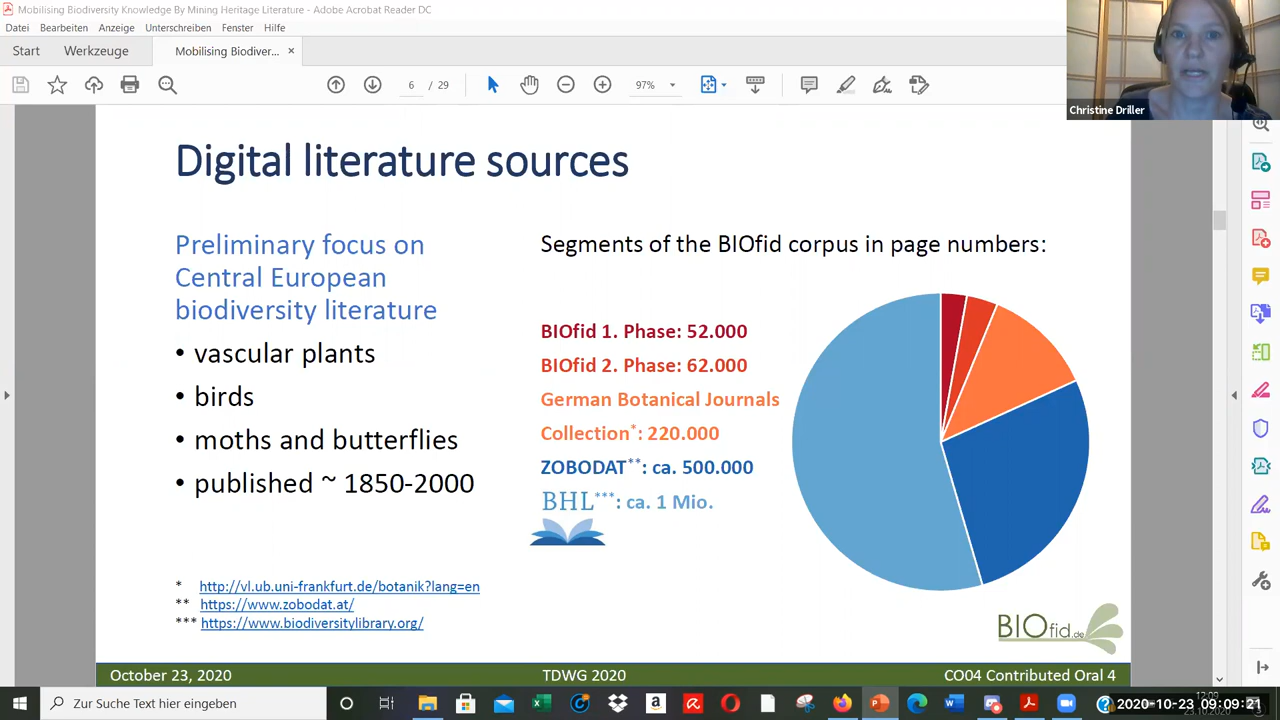 Mobilising Biodiversity Knowledge By Mining Heritage Literature - Adobe Acrobat Reader DC
Datei Bearbeiten Anzeige Unterschreiben Fenster Hilfe
Start Werkzeuge Mobilising Biodiver... ×
6 / 29 97%
Christine Driller
Digital literature sources
Preliminary focus on
Central European
biodiversity literature
• vascular plants
• birds
• moths and butterflies
• published ~ 1850-2000
Segments of the BIOfid corpus in page numbers:
BIOfid 1. Phase: 52.000
BIOfid 2. Phase: 62.000
German Botanical Journals
Collection*: 220.000
ZOBODAT**: ca. 500.000
BHL***: ca. 1 Mio.
* http://vl.ub.uni-frankfurt.de/botanik?lang=en
** https://www.zobodat.at/
*** https://www.biodiversitylibrary.org/
BIOfid.de
October 23, 2020 TDWG 2020 CO04 Contributed Oral 4
Zur Suche Text hier eingeben
12:09
2020-10-23 09:09:21
23.10.2020